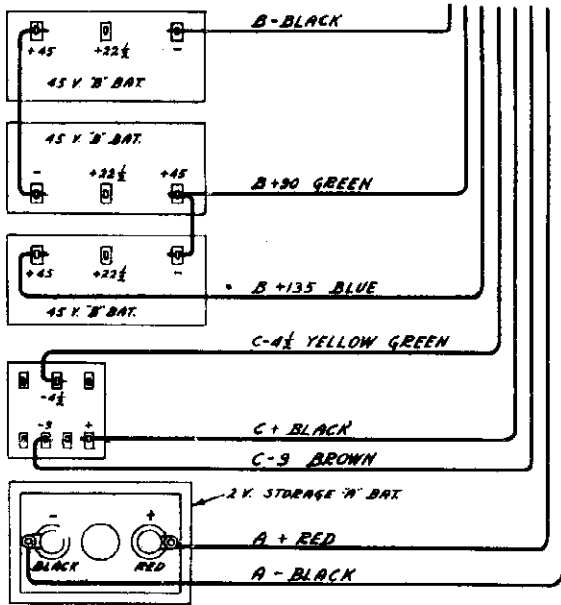 B-BLACK
+45 +22½ -
45 V. "B" BAT.
45 V. "B" BAT.
- +22½ +45
B+90 GREEN
+45 +22½ -
B+135 BLUE
45 V. "B" BAT.
C-4½ YELLOW GREEN
-4½
-9 +
C+ BLACK
C-9 BROWN
2 V. STORAGE "A" BAT.
- +
A + RED
BLACK RED
A - BLACK